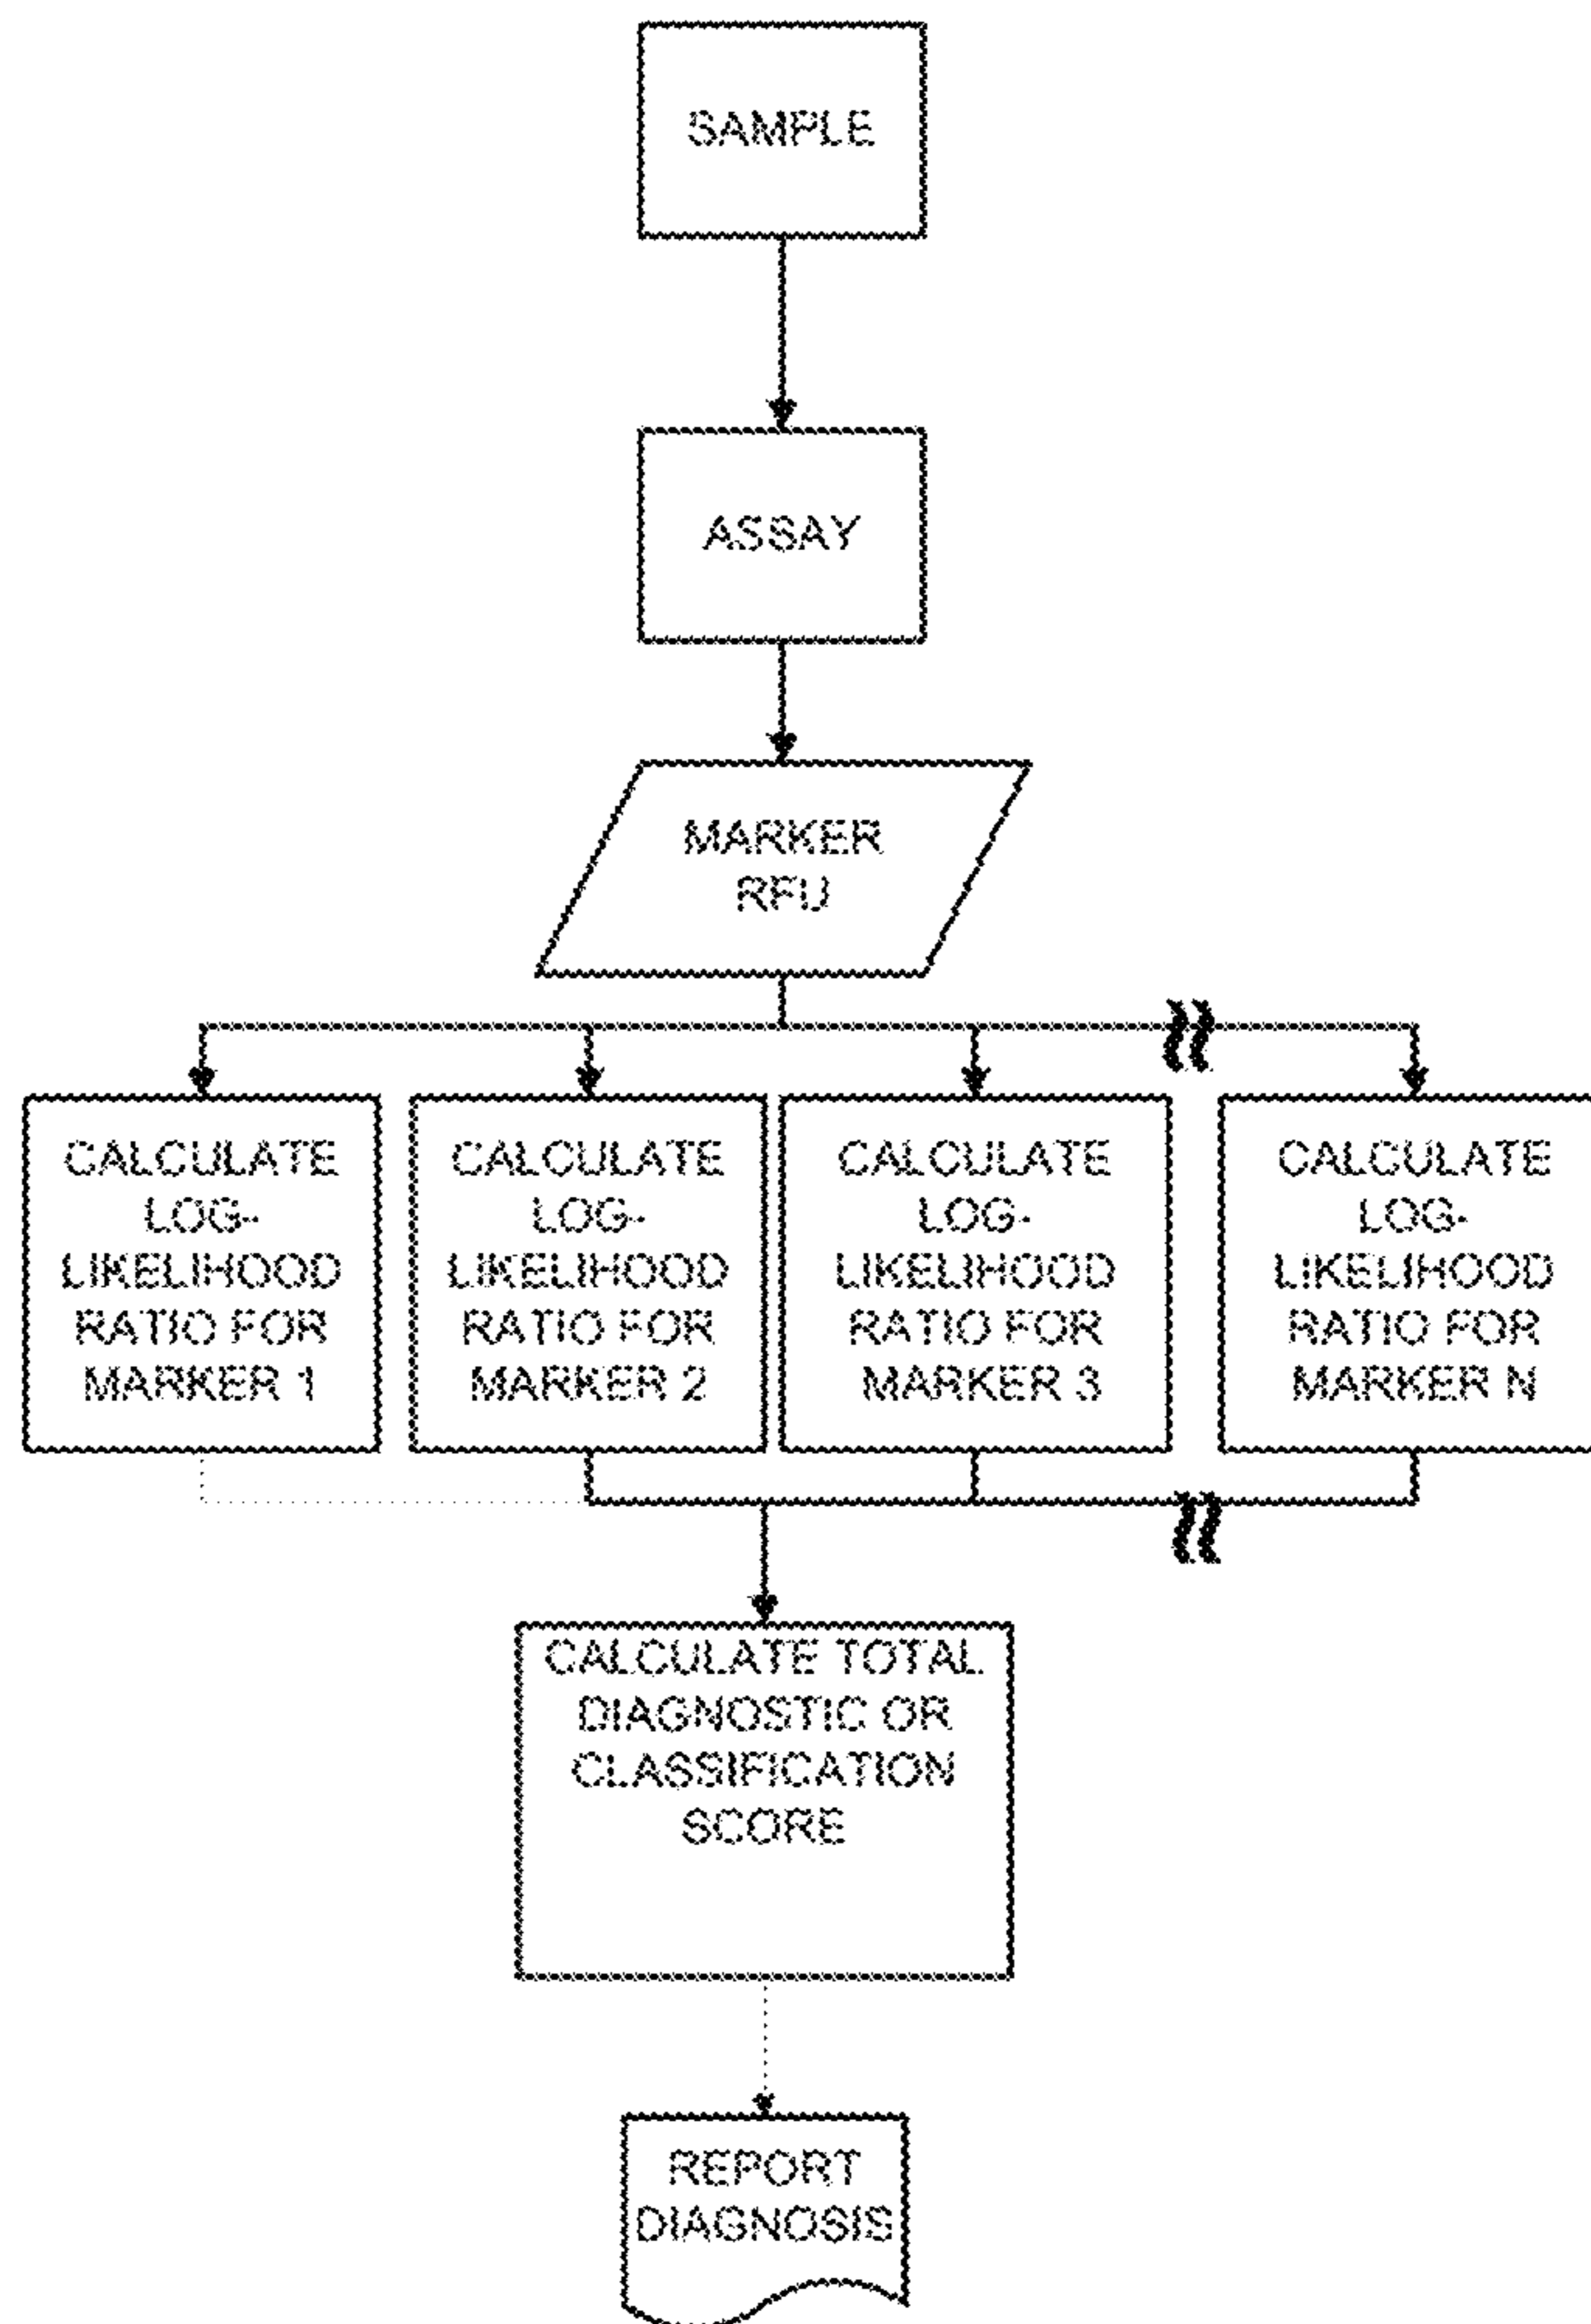 SAMPLE
ASSAY
MARKER
RFU
CALCULATE
LOG-
LIKELIHOOD
RATIO FOR
MARKER 1
CALCULATE
LOG-
LIKELIHOOD
RATIO FOR
MARKER 2
CALCULATE
LOG-
LIKELIHOOD
RATIO FOR
MARKER 3
CALCULATE
LOG-
LIKELIHOOD
RATIO FOR
MARKER N
CALCULATE TOTAL
DIAGNOSTIC OR
CLASSIFICATION
SCORE
REPORT
DIAGNOSIS